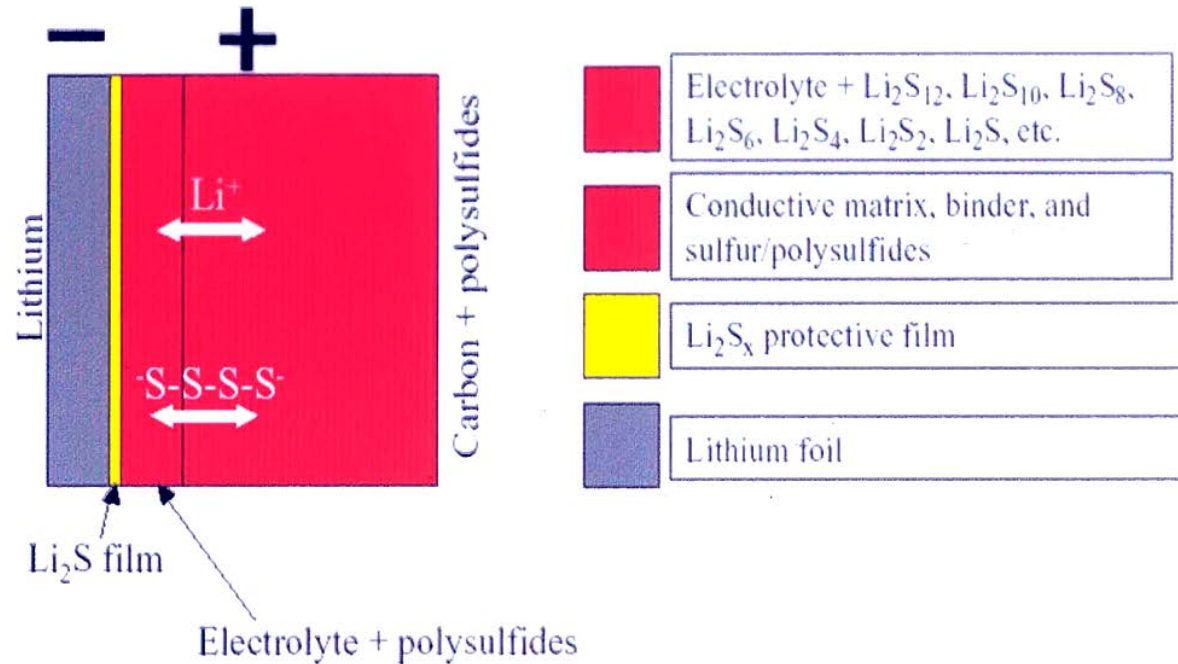 − +
Lithium
Li⁺
⁻S-S-S-S⁻
Carbon + polysulfides
Li₂S film
Electrolyte + polysulfides
Electrolyte + Li₂S₁₂, Li₂S₁₀, Li₂S₈,
Li₂S₆, Li₂S₄, Li₂S₂, Li₂S, etc.
Conductive matrix, binder, and
sulfur/polysulfides
Li₂Sₓ protective film
Lithium foil